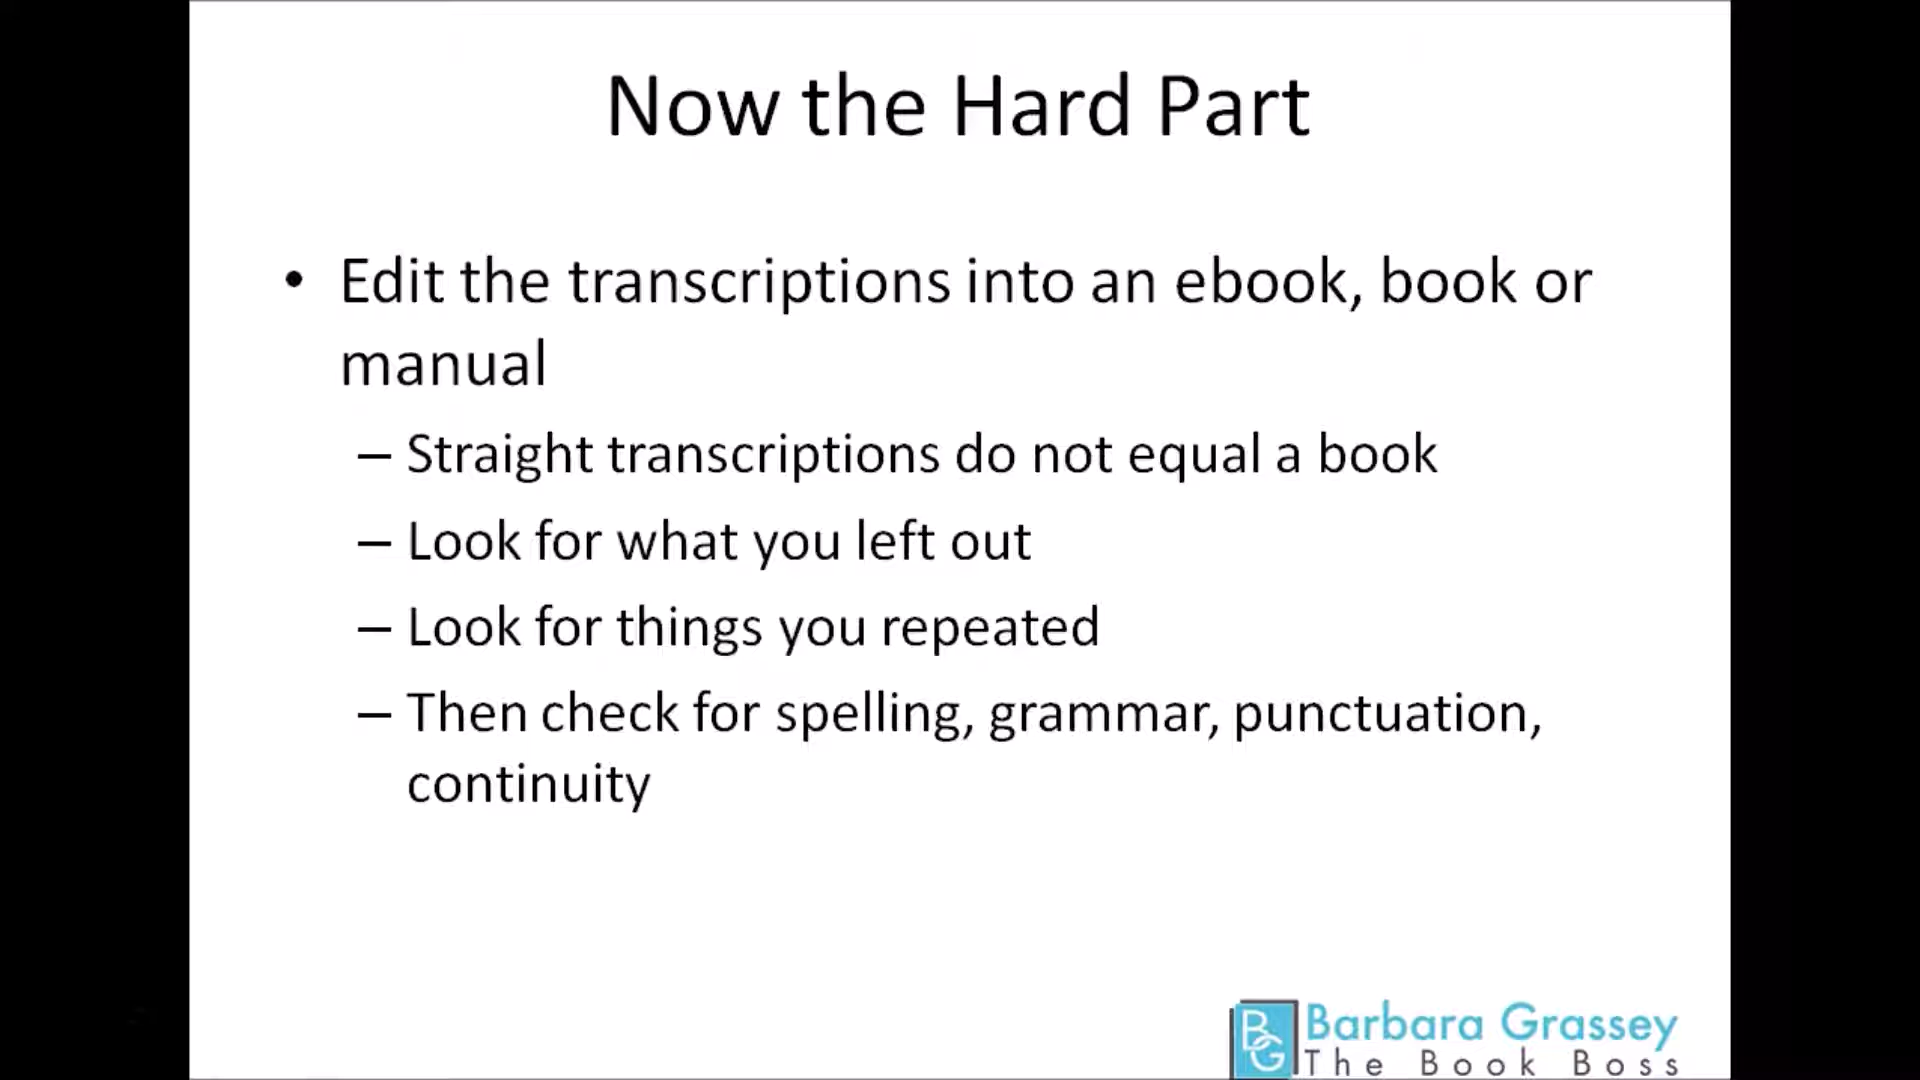 Now the Hard Part
• Edit the transcriptions into an ebook, book or
manual
– Straight transcriptions do not equal a book
– Look for what you left out
– Look for things you repeated
– Then check for spelling, grammar, punctuation,
continuity
BG Barbara Grassey
The Book Boss